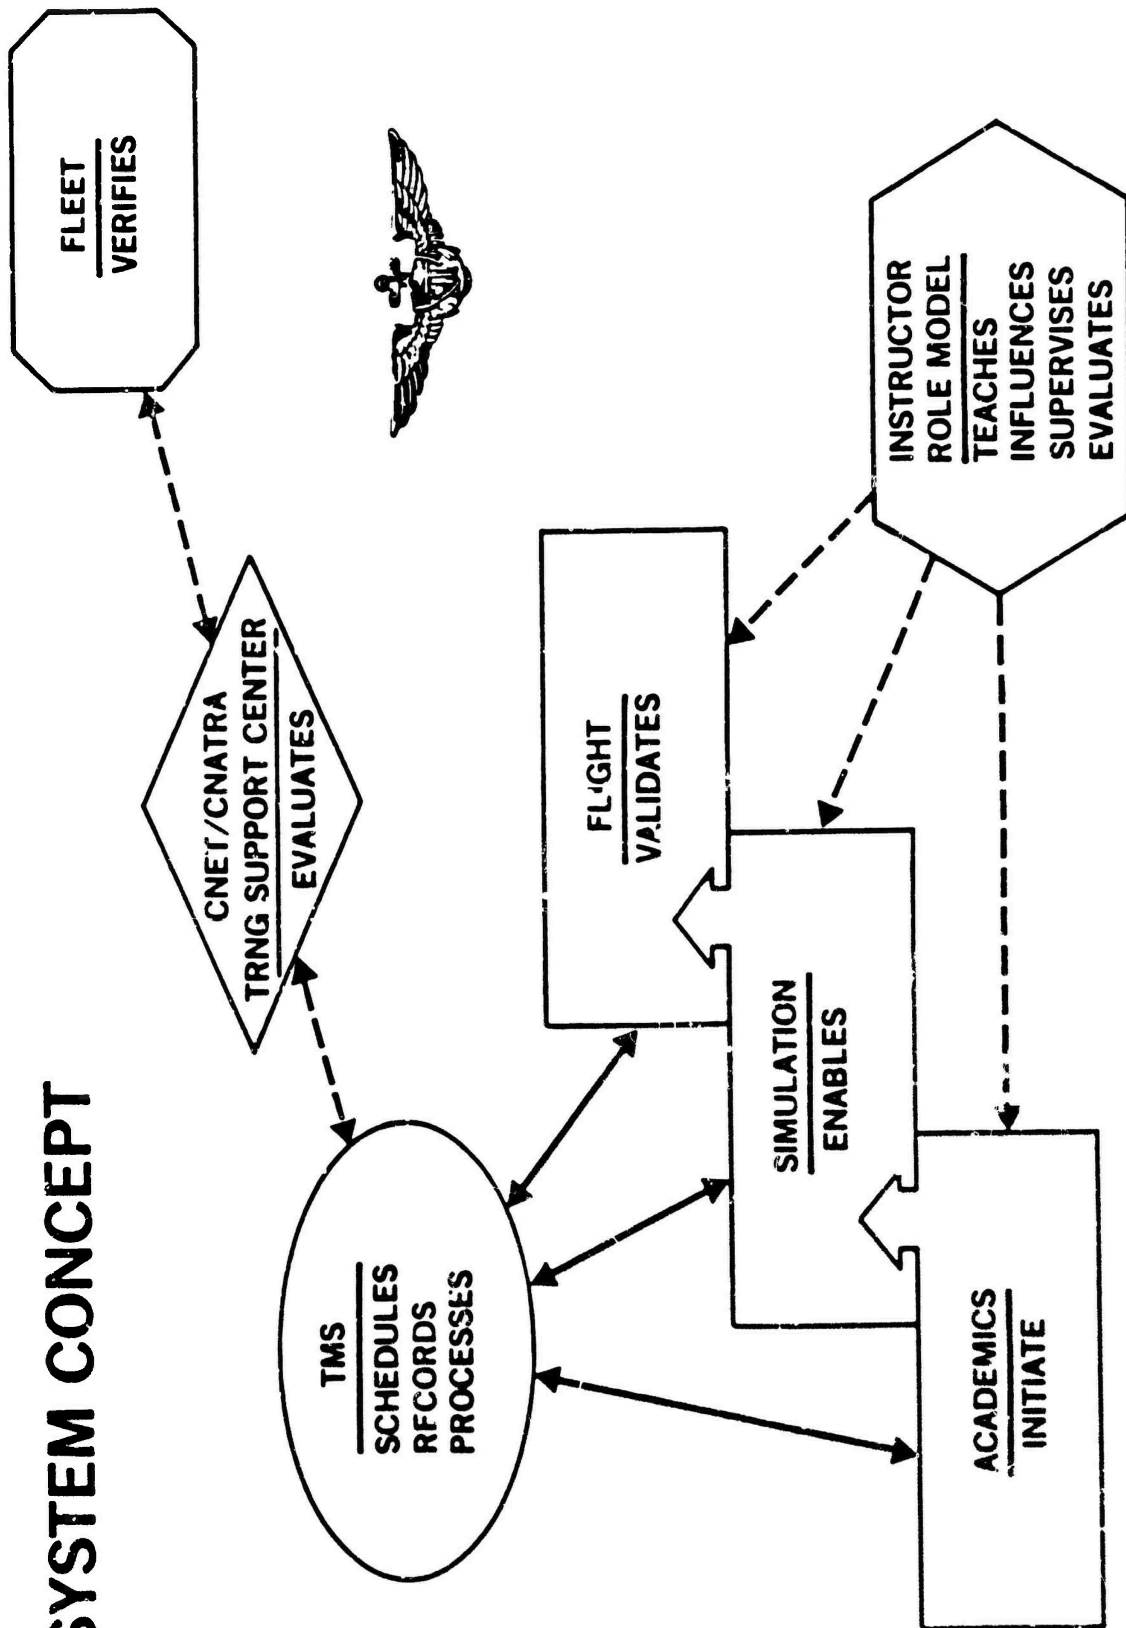 SYSTEM CONCEPT
FLEET
VERIFIES
CNET/CNATRA
TRNG SUPPORT CENTER
EVALUATES
TMS
SCHEDULES
RECORDS
PROCESSES
FLIGHT
VALIDATES
SIMULATION
ENABLES
ACADEMICS
INITIATE
INSTRUCTOR
ROLE MODEL
TEACHES
INFLUENCES
SUPERVISES
EVALUATES